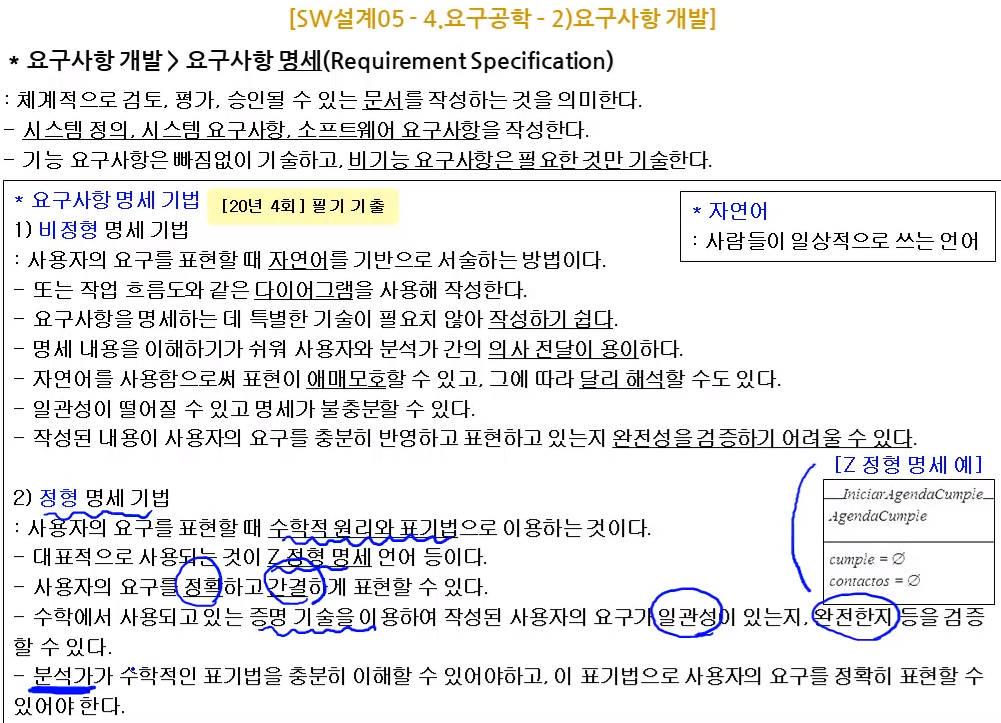 [SW설계05 - 4.요구공학 - 2)요구사항 개발]
* 요구사항 개발 > 요구사항 명세(Requirement Specification)
: 체계적으로 검토, 평가, 승인될 수 있는 문서를 작성하는 것을 의미한다.
- 시스템 정의, 시스템 요구사항, 소프트웨어 요구사항을 작성한다.
- 기능 요구사항은 빠짐없이 기술하고, 비기능 요구사항은 필요한 것만 기술한다.
* 요구사항 명세 기법
[20년 4회] 필기 기출
* 자연어
: 사람들이 일상적으로 쓰는 언어
1) 비정형 명세 기법
: 사용자의 요구를 표현할 때 자연어를 기반으로 서술하는 방법이다.
- 또는 작업 흐름도와 같은 다이어그램을 사용해 작성한다.
- 요구사항을 명세하는 데 특별한 기술이 필요치 않아 작성하기 쉽다.
- 명세 내용을 이해하기가 쉬워 사용자와 분석가 간의 의사 전달이 용이하다.
- 자연어를 사용함으로써 표현이 애매모호할 수 있고, 그에 따라 달리 해석할 수도 있다.
- 일관성이 떨어질 수 있고 명세가 불충분할 수 있다.
- 작성된 내용이 사용자의 요구를 충분히 반영하고 표현하고 있는지 완전성을 검증하기 어려울 수 있다.
[Z 정형 명세 예]
IniciarAgendaCumple
AgendaCumple
cumple = ∅
contactos = ∅
2) 정형 명세 기법
: 사용자의 요구를 표현할 때 수학적 원리와 표기법으로 이용하는 것이다.
- 대표적으로 사용되는 것이 Z 정형 명세 언어 등이다.
- 사용자의 요구를 정확하고 간결하게 표현할 수 있다.
- 수학에서 사용되고 있는 증명 기술을 이용하여 작성된 사용자의 요구가 일관성이 있는지, 완전한지 등을 검증
할 수 있다.
- 분석가가 수학적인 표기법을 충분히 이해할 수 있어야하고, 이 표기법으로 사용자의 요구를 정확히 표현할 수
있어야 한다.